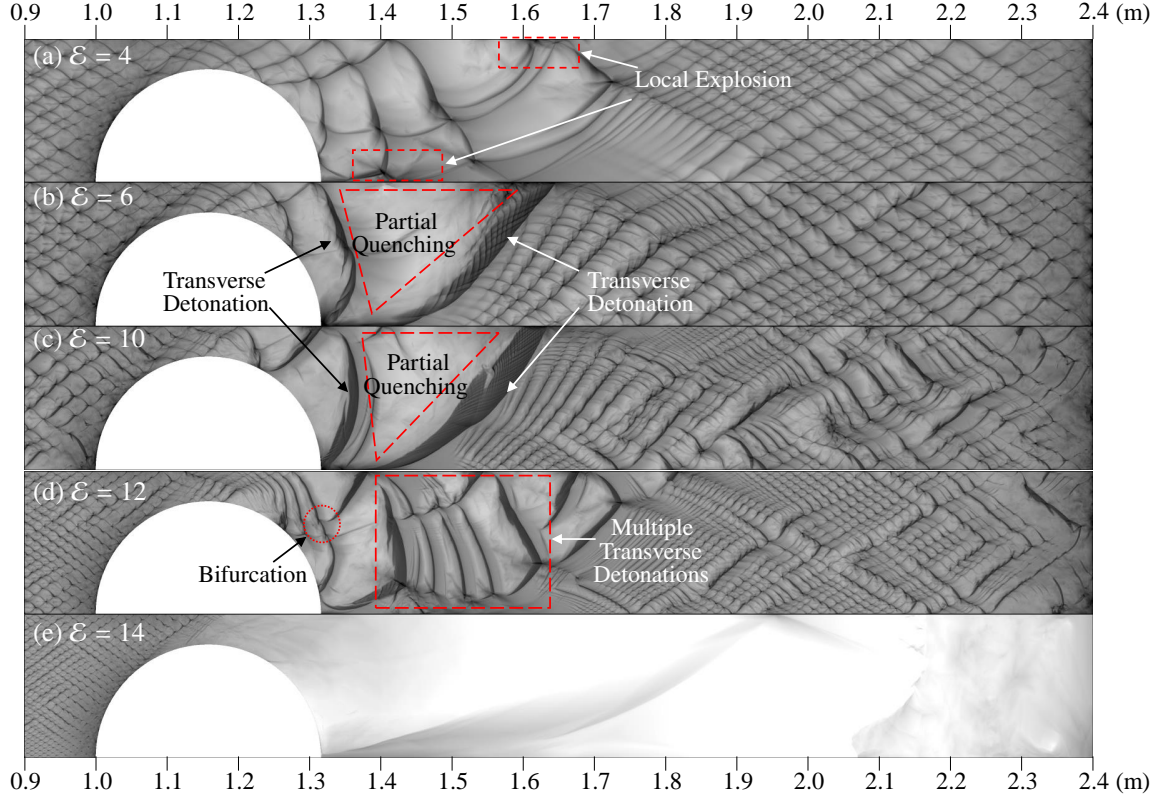 0.9 1.0 1.1 1.2 1.3 1.4 1.5 1.6 1.7 1.8 1.9 2.0 2.1 2.2 2.3 2.4 (m)
(a) ℰ = 4
Local Explosion
(b) ℰ = 6
Partial
Quenching
Transverse
Detonation
Transverse
Detonation
(c) ℰ = 10
Partial
Quenching
(d) ℰ = 12
Bifurcation
Multiple
Transverse
Detonations
(e) ℰ = 14
0.9 1.0 1.1 1.2 1.3 1.4 1.5 1.6 1.7 1.8 1.9 2.0 2.1 2.2 2.3 2.4 (m)